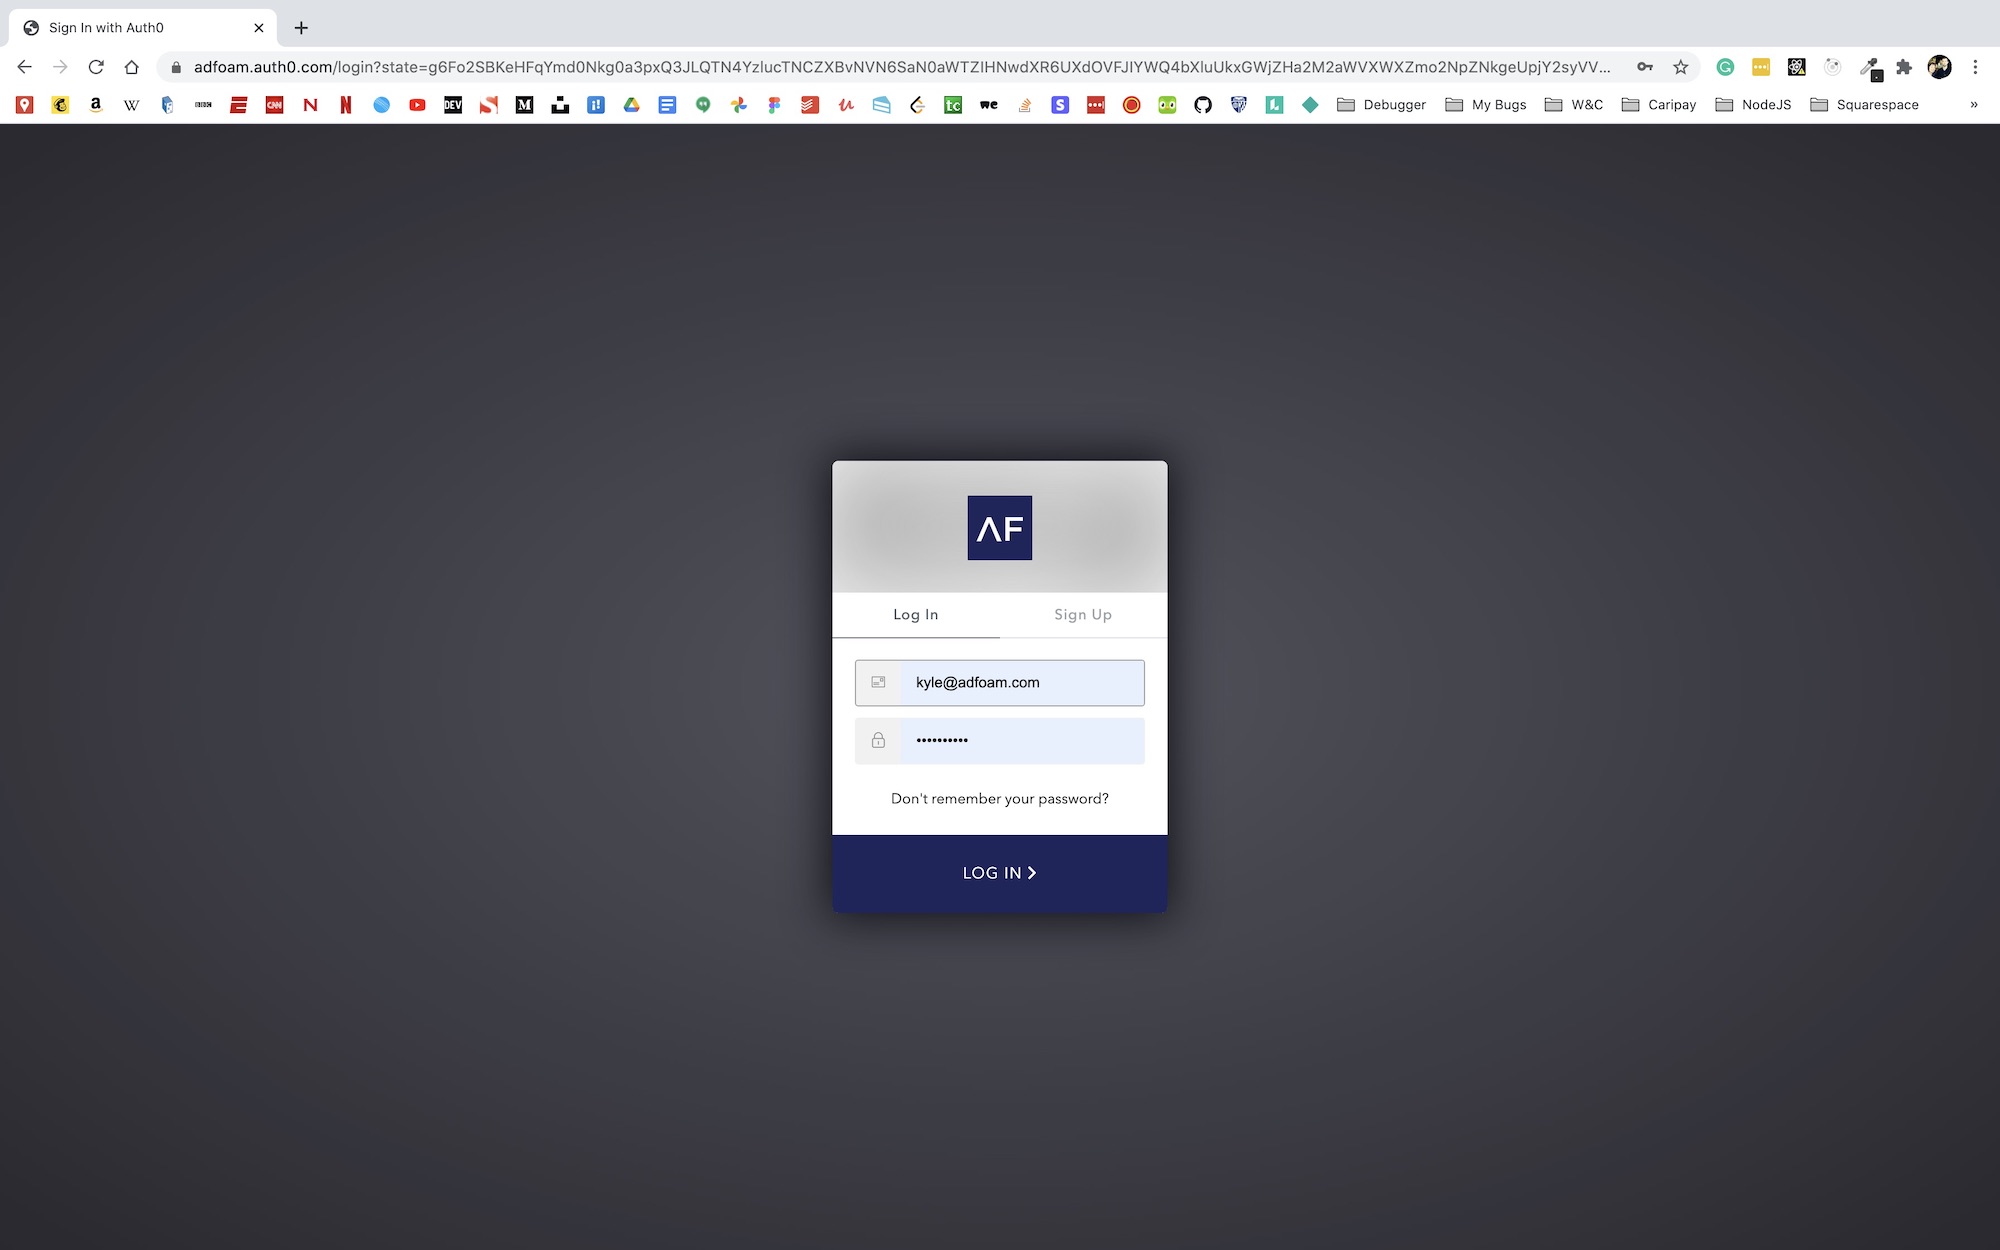 Sign In with Auth0
adfoam.auth0.com/login?state=g6Fo2SBKeHFqYmd0Nkg0a3pxQ3JLQTN4YzlucTNCZXBvNVN6SaN0aWTZIHNwdXR6UXdOVFJIYWQ4bXluUkxGWjZHa2M2aWVXWXZmo2NpZNkgeUpjY2syVV...
Debugger My Bugs W&C Caripay NodeJS Squarespace »
AF
Log In Sign Up
kyle@adfoam.com
••••••••••
Don't remember your password?
LOG IN